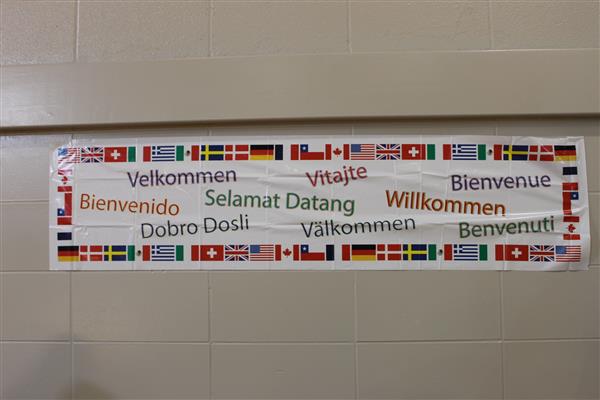 Velkommen Vitajte Bienvenue
Bienvenido Selamat Datang Willkommen
Dobro Dosli Välkommen Benvenuti